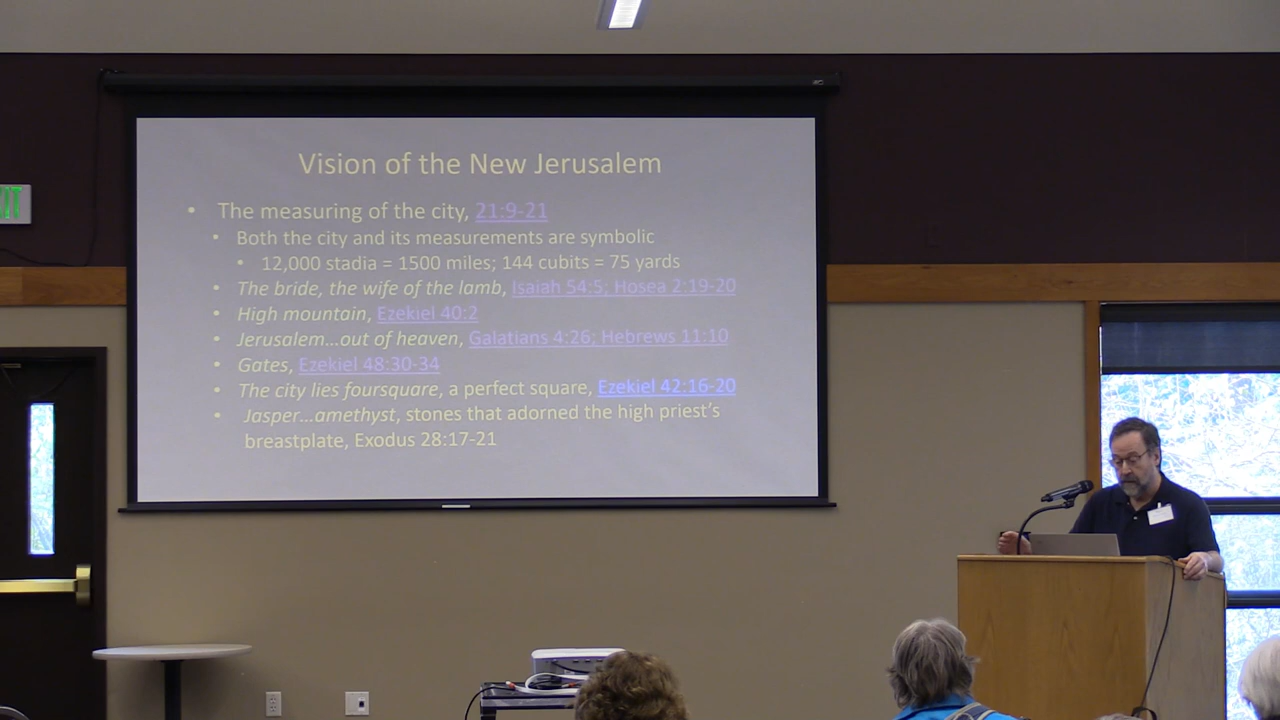 Vision of the New Jerusalem
• The measuring of the city, 21:9-21
• Both the city and its measurements are symbolic
• 12,000 stadia = 1500 miles; 144 cubits = 75 yards
• The bride, the wife of the lamb, Isaiah 54:5; Hosea 2:19-20
• High mountain, Ezekiel 40:2
• Jerusalem…out of heaven, Galatians 4:26; Hebrews 11:10
• Gates, Ezekiel 48:30-34
• The city lies foursquare, a perfect square, Ezekiel 42:16-20
• Jasper…amethyst, stones that adorned the high priest's
breastplate, Exodus 28:17-21